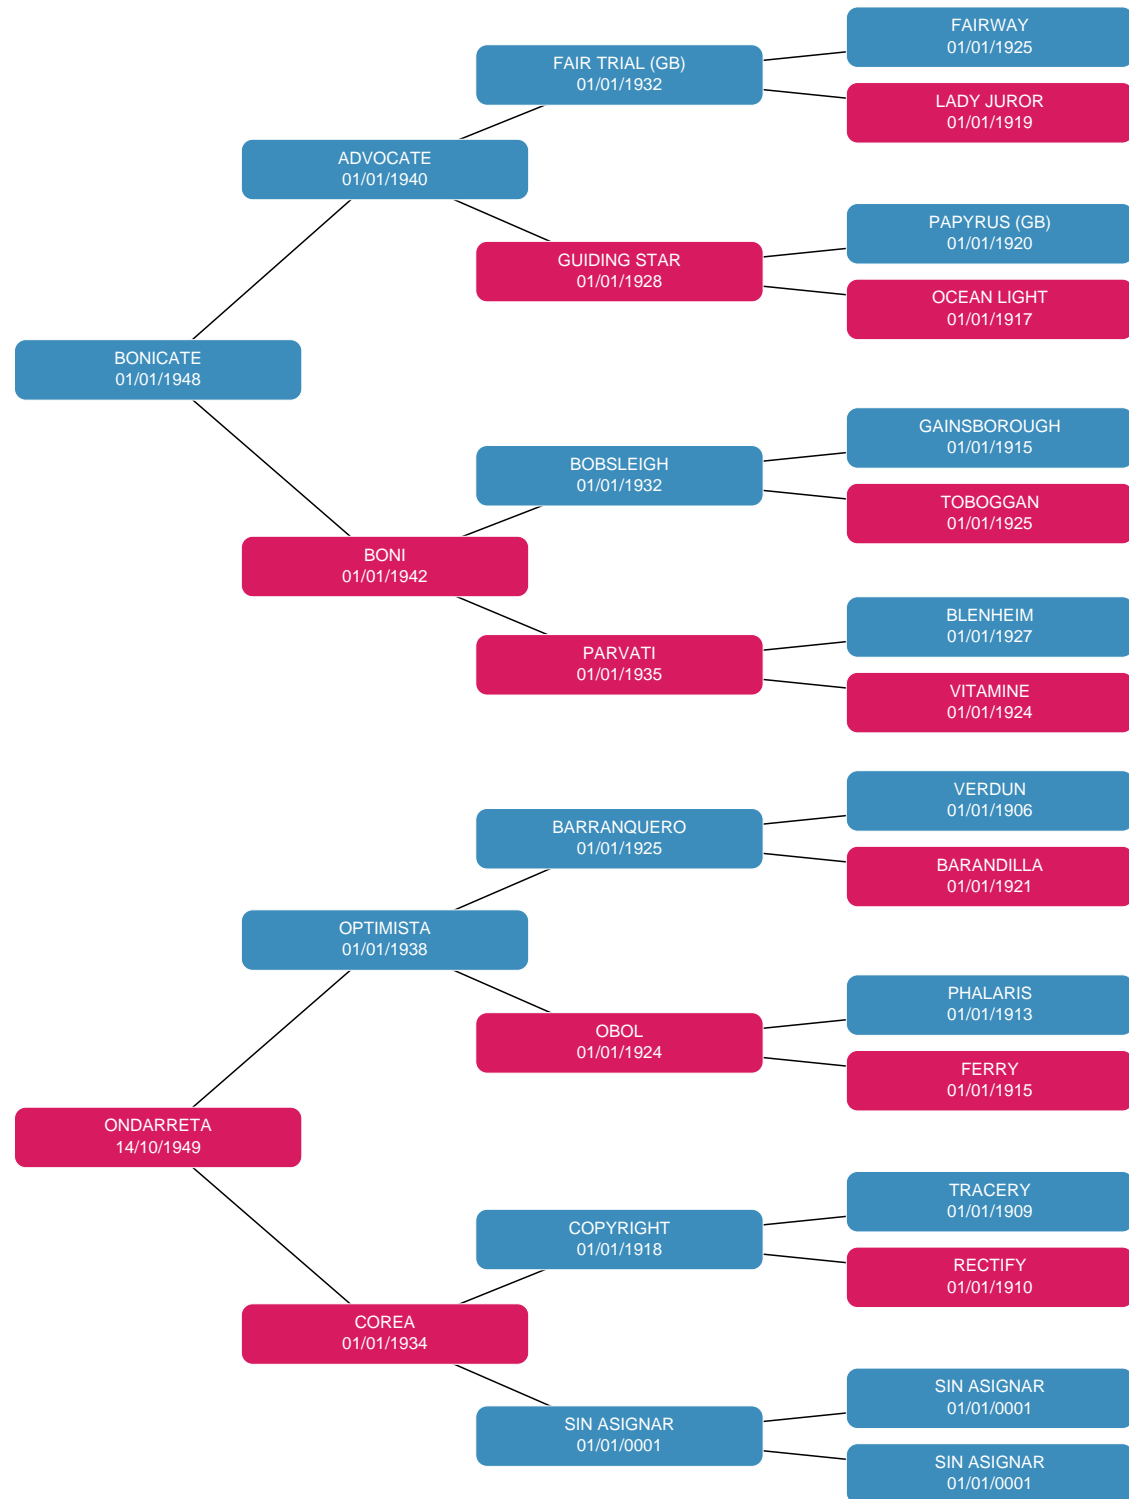 FAIRWAY
01/01/1925
FAIR TRIAL (GB)
01/01/1932
LADY JUROR
01/01/1919
ADVOCATE
01/01/1940
PAPYRUS (GB)
01/01/1920
GUIDING STAR
01/01/1928
OCEAN LIGHT
01/01/1917
BONICATE
01/01/1948
GAINSBOROUGH
01/01/1915
BOBSLEIGH
01/01/1932
TOBOGGAN
01/01/1925
BONI
01/01/1942
BLENHEIM
01/01/1927
PARVATI
01/01/1935
VITAMINE
01/01/1924
VERDUN
01/01/1906
BARRANQUERO
01/01/1925
BARANDILLA
01/01/1921
OPTIMISTA
01/01/1938
PHALARIS
01/01/1913
OBOL
01/01/1924
FERRY
01/01/1915
ONDARRETA
14/10/1949
TRACERY
01/01/1909
COPYRIGHT
01/01/1918
RECTIFY
01/01/1910
COREA
01/01/1934
SIN ASIGNAR
01/01/0001
SIN ASIGNAR
01/01/0001
SIN ASIGNAR
01/01/0001